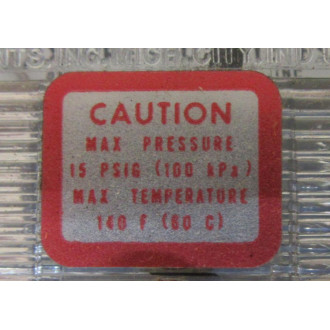 CAUTION
MAX PRESSURE
15 PSIG (100 kPa)
MAX TEMPERATURE
140 F (60 C)